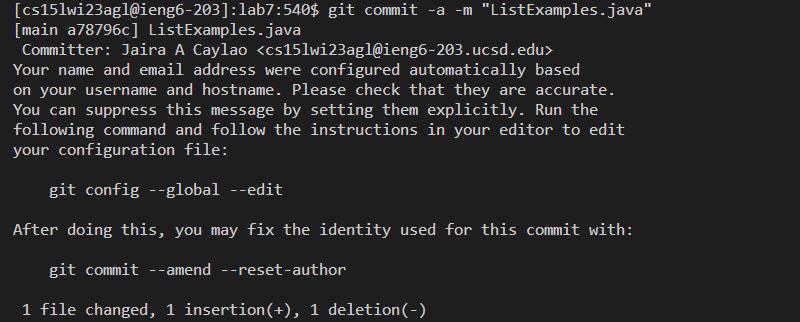 [cs15lwi23agl@ieng6-203]:lab7:540$ git commit -a -m "ListExamples.java"
[main a78796c] ListExamples.java
 Committer: Jaira A Caylao <cs15lwi23agl@ieng6-203.ucsd.edu>
Your name and email address were configured automatically based
on your username and hostname. Please check that they are accurate.
You can suppress this message by setting them explicitly. Run the
following command and follow the instructions in your editor to edit
your configuration file:

    git config --global --edit

After doing this, you may fix the identity used for this commit with:

    git commit --amend --reset-author

 1 file changed, 1 insertion(+), 1 deletion(-)